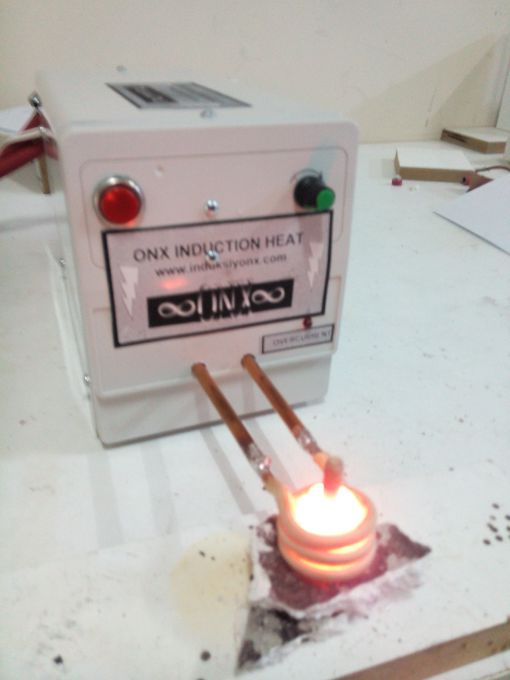 ONX INDUCTION HEAT
www.induksiyonx.com
∞ONX∞
OVERCURRENT